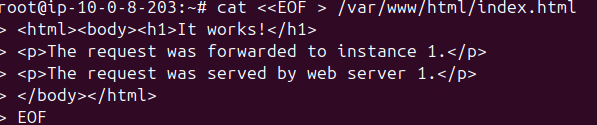 root@ip-10-0-8-203:~# cat <<EOF > /var/www/html/index.html
> <html><body><h1>It works!</h1>
> <p>The request was forwarded to instance 1.</p>
> <p>The request was served by web server 1.</p>
> </body></html>
> EOF